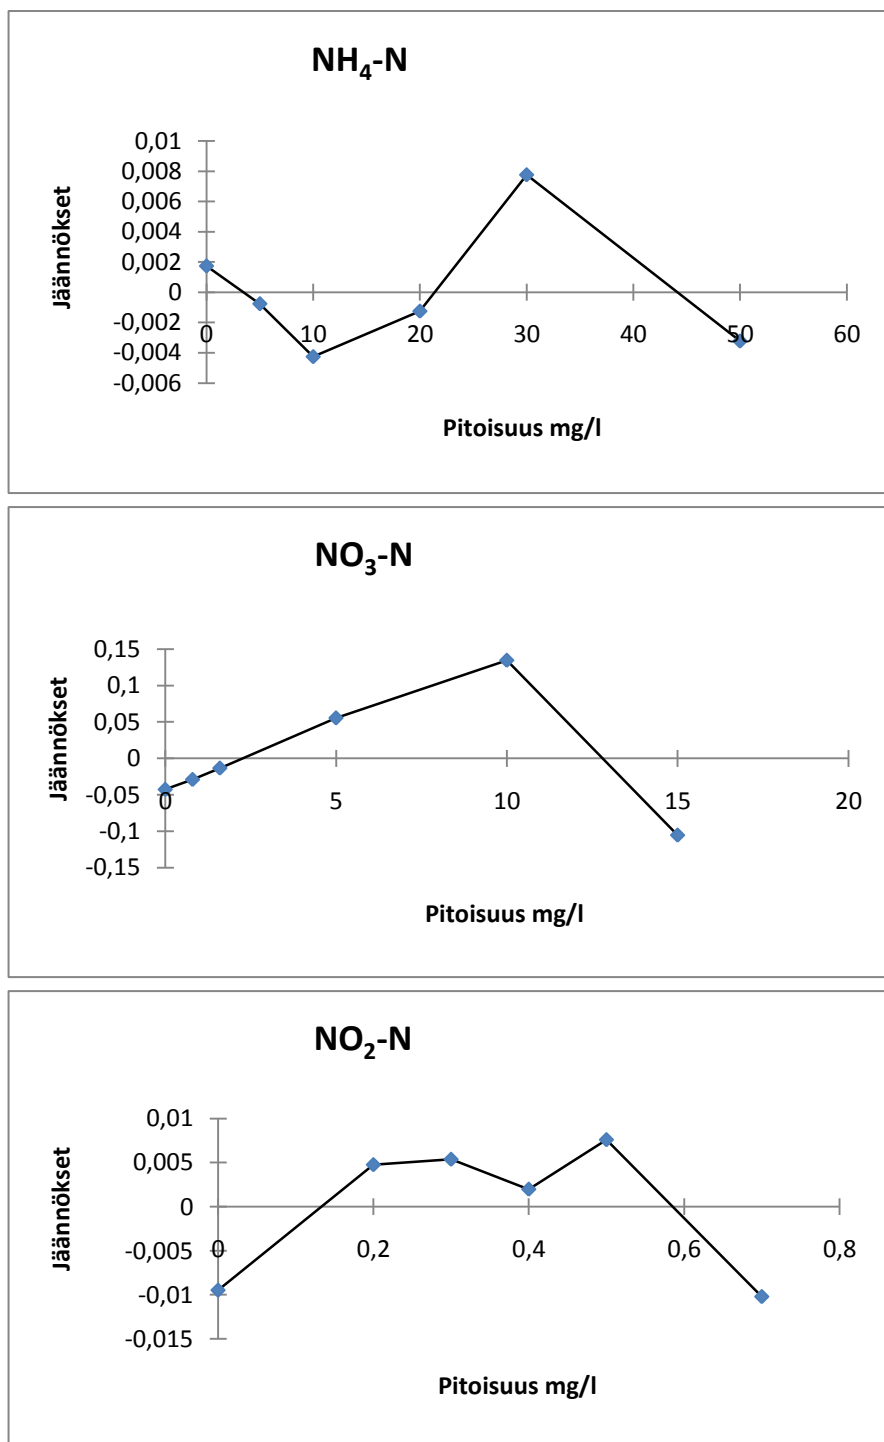 NH₄-N
0,01
0,008
0,006
0,004
0,002
0
-0,002
-0,004
-0,006
0 10 20 30 40 50 60
Jäännökset
Pitoisuus mg/l
NO₃-N
0,15
0,1
0,05
0
-0,05
-0,1
-0,15
0 5 10 15 20
Jäännökset
Pitoisuus mg/l
NO₂-N
0,01
0,005
0
-0,005
-0,01
-0,015
0 0,2 0,4 0,6 0,8
Jäännökset
Pitoisuus mg/l